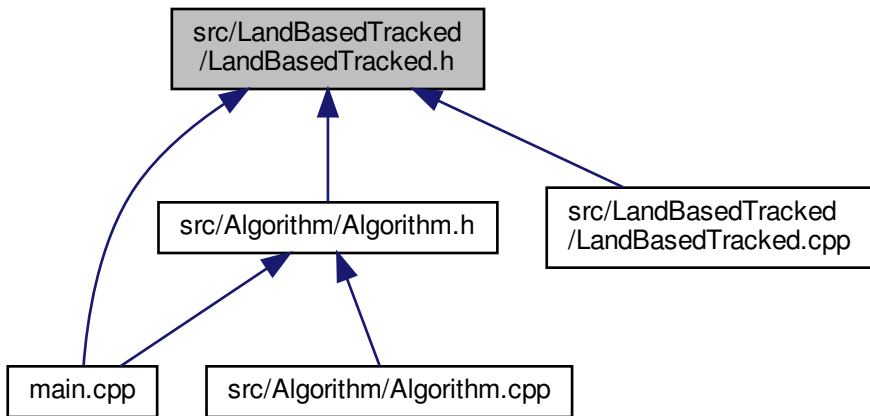 src/LandBasedTracked
/LandBasedTracked.h
src/Algorithm/Algorithm.h
src/LandBasedTracked
/LandBasedTracked.cpp
main.cpp
src/Algorithm/Algorithm.cpp